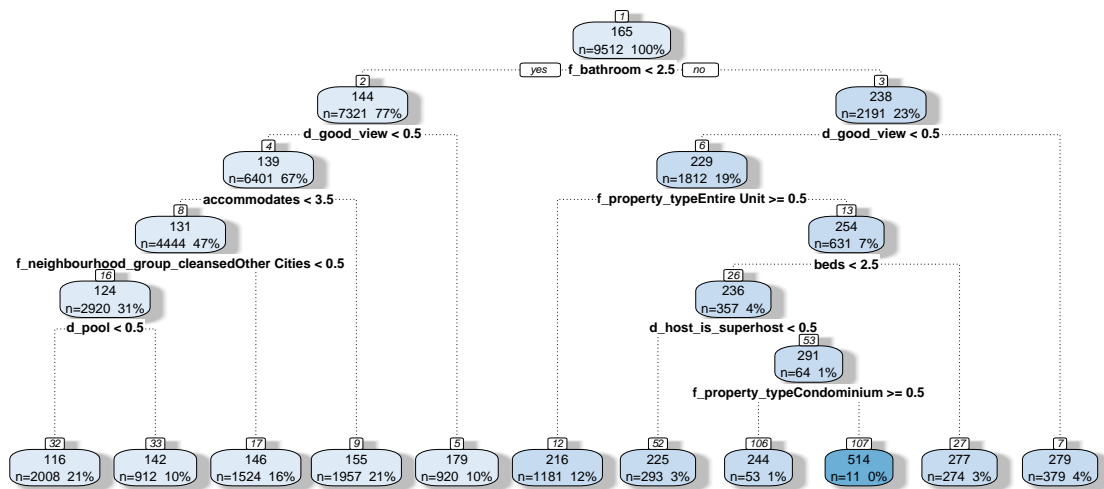 1
165
n=9512 100%
yes f_bathroom < 2.5 no
2
144
n=7321 77%
d_good_view < 0.5
3
238
n=2191 23%
d_good_view < 0.5
4
139
n=6401 67%
accommodates < 3.5
6
229
n=1812 19%
f_property_typeEntire Unit >= 0.5
8
131
n=4444 47%
f_neighbourhood_group_cleansedOther Cities < 0.5
13
254
n=631 7%
beds < 2.5
16
124
n=2920 31%
d_pool < 0.5
26
236
n=357 4%
d_host_is_superhost < 0.5
53
291
n=64 1%
f_property_typeCondominium >= 0.5
32
116
n=2008 21%
33
142
n=912 10%
17
146
n=1524 16%
9
155
n=1957 21%
5
179
n=920 10%
12
216
n=1181 12%
52
225
n=293 3%
106
244
n=53 1%
107
514
n=11 0%
27
277
n=274 3%
7
279
n=379 4%